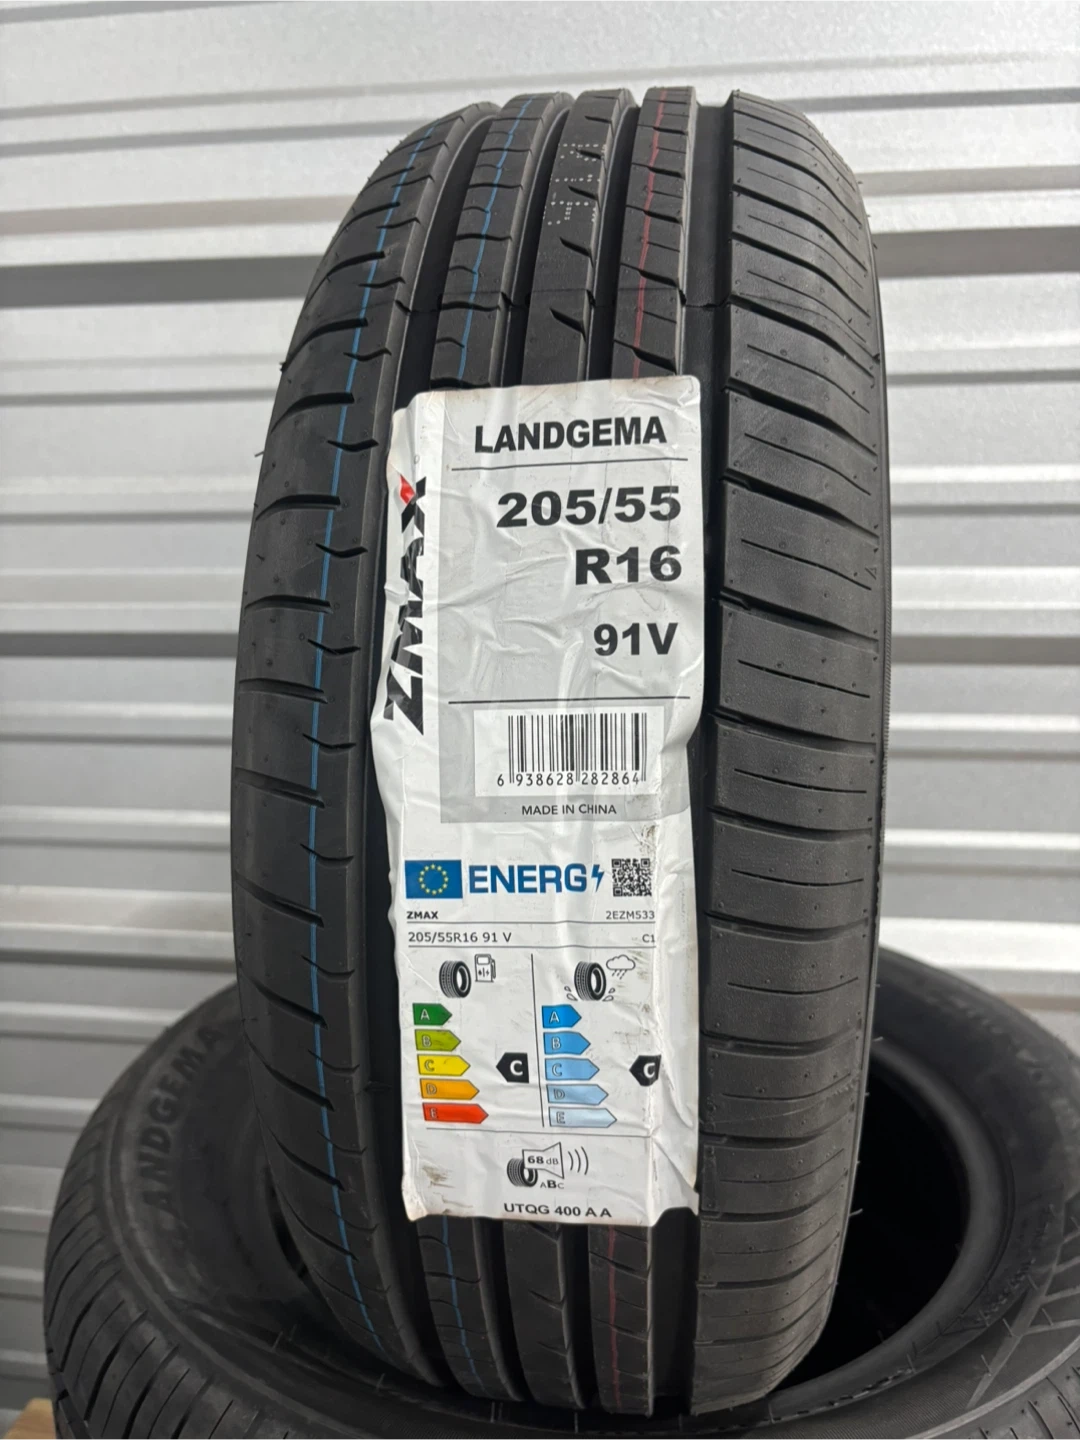 LANDGEMA
205/55
R16
91V
ZMAX
6 938628 282864
MADE IN CHINA
ENERG
ZMAX 2EZM533
205/55R16 91 V C1
A A
B B
C C C C
D D
E E
68 dB
ABC
UTQG 400 A A
LANDGEMA